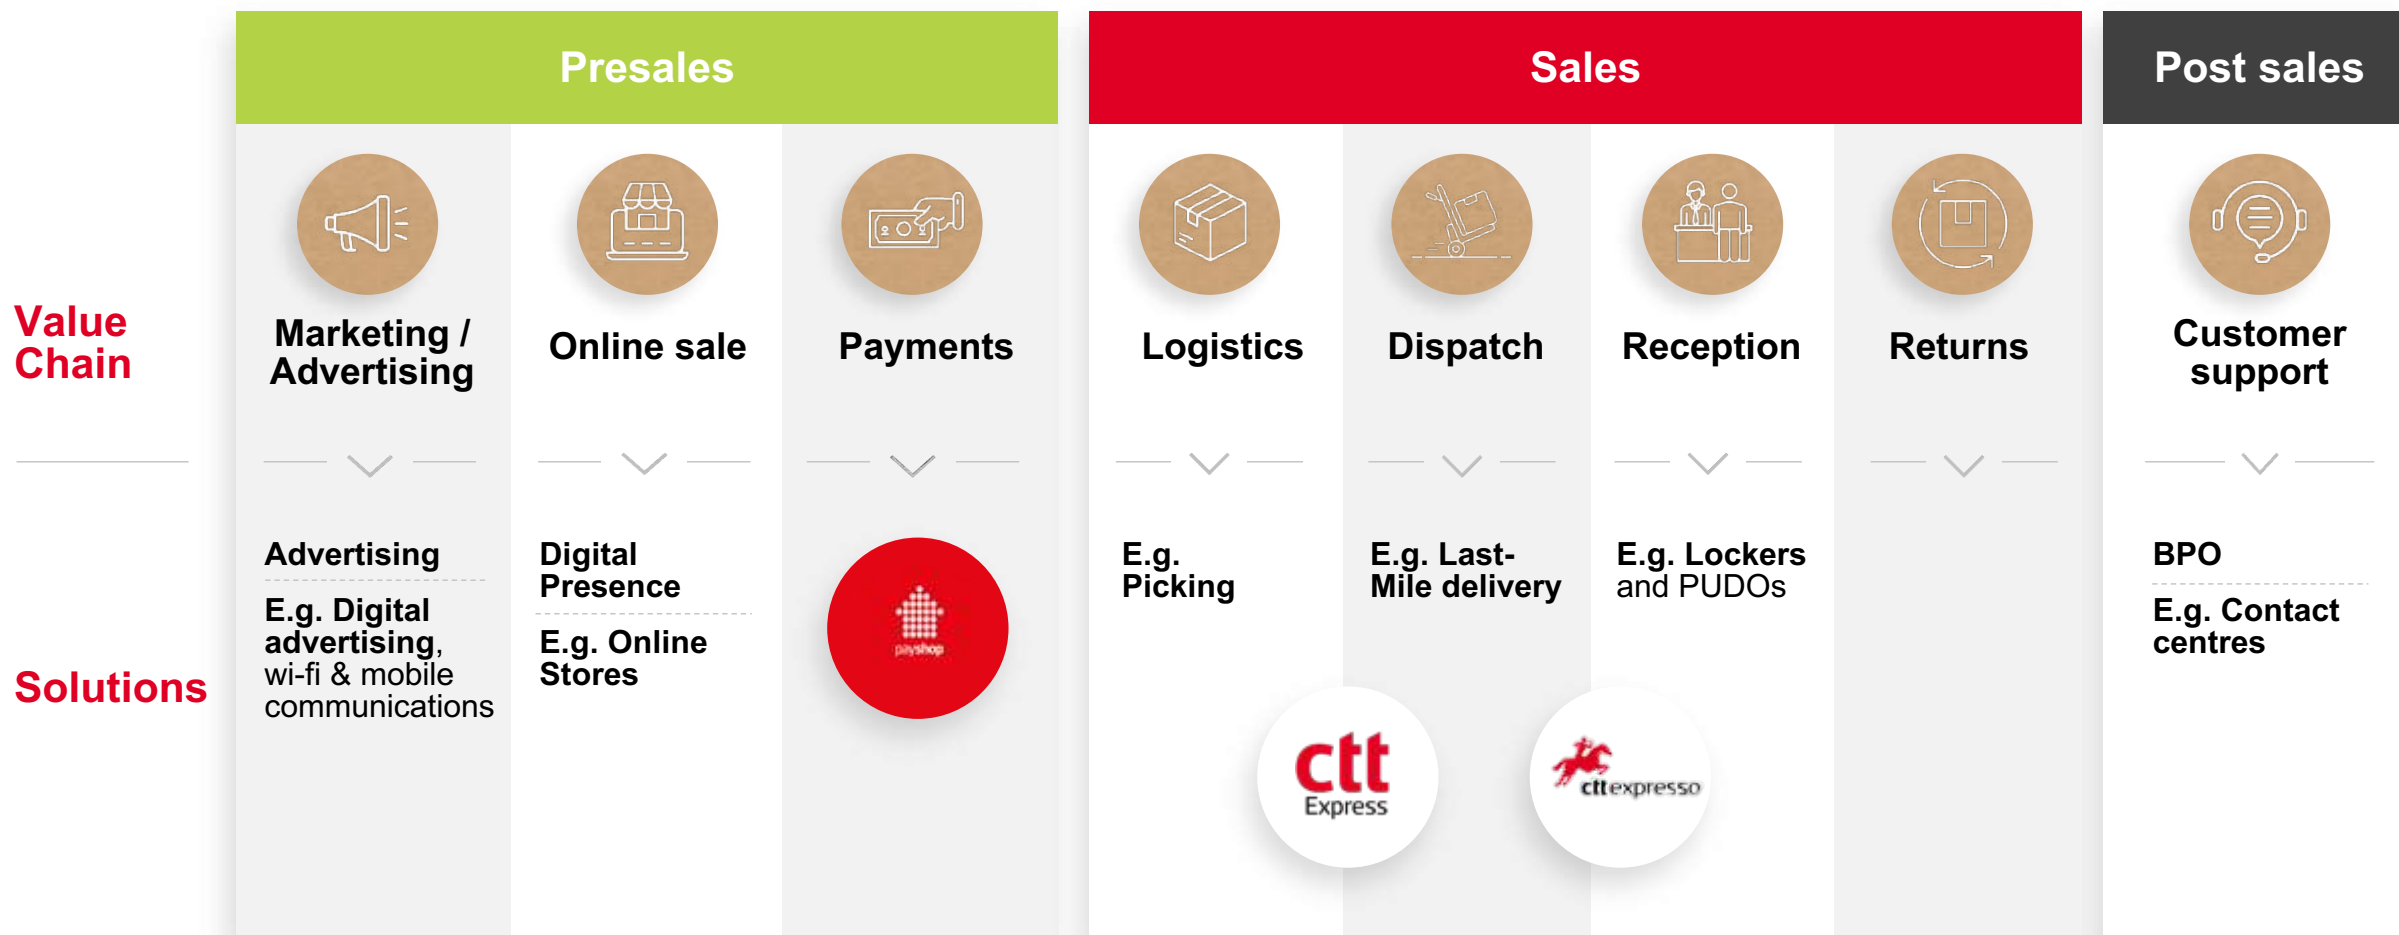 Presales
Sales
Post sales
Value
Chain
Marketing /
Advertising
Online sale
Payments
Logistics
Dispatch
Reception
Returns
Customer
support
Solutions
Advertising
E.g. Digital
advertising,
wi-fi & mobile
communications
Digital
Presence
E.g. Online
Stores
payshop
E.g.
Picking
E.g. Last-
Mile delivery
E.g. Lockers
and PUDOs
ctt
Express
cttexpresso
BPO
E.g. Contact
centres